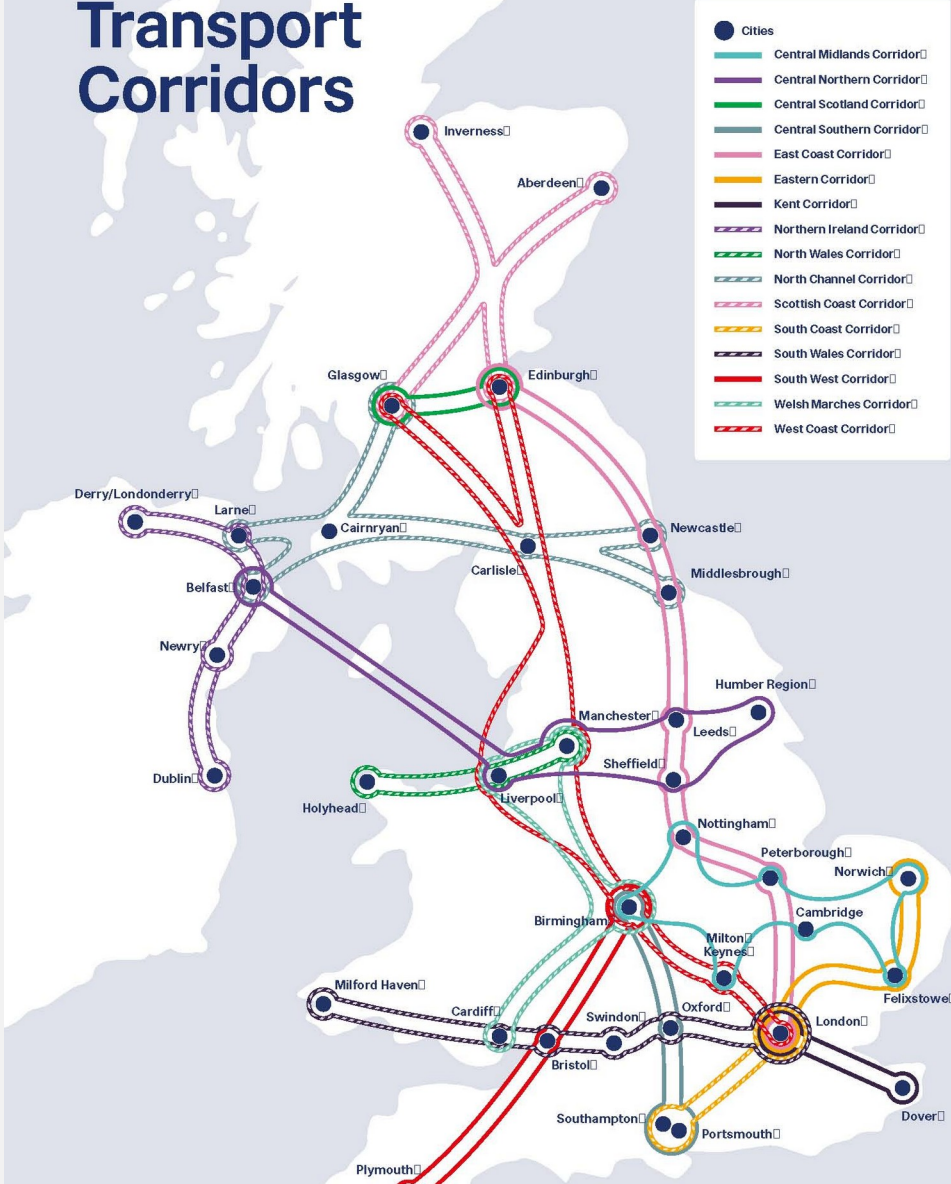 Transport
Corridors
Cities
Central Midlands Corridor
Central Northern Corridor
Central Scotland Corridor
Central Southern Corridor
East Coast Corridor
Eastern Corridor
Kent Corridor
Northern Ireland Corridor
North Wales Corridor
North Channel Corridor
Scottish Coast Corridor
South Coast Corridor
South Wales Corridor
South West Corridor
Welsh Marches Corridor
West Coast Corridor
Inverness
Aberdeen
Glasgow
Edinburgh
Derry/Londonderry
Larne
Cairnryan
Newcastle
Carlisle
Middlesbrough
Belfast
Newry
Humber Region
Manchester
Leeds
Sheffield
Dublin
Holyhead
Liverpool
Nottingham
Peterborough
Norwich
Birmingham
Cambridge
Milton
Keynes
Felixstowe
Milford Haven
Cardiff
Swindon
Oxford
London
Bristol
Dover
Southampton
Portsmouth
Plymouth